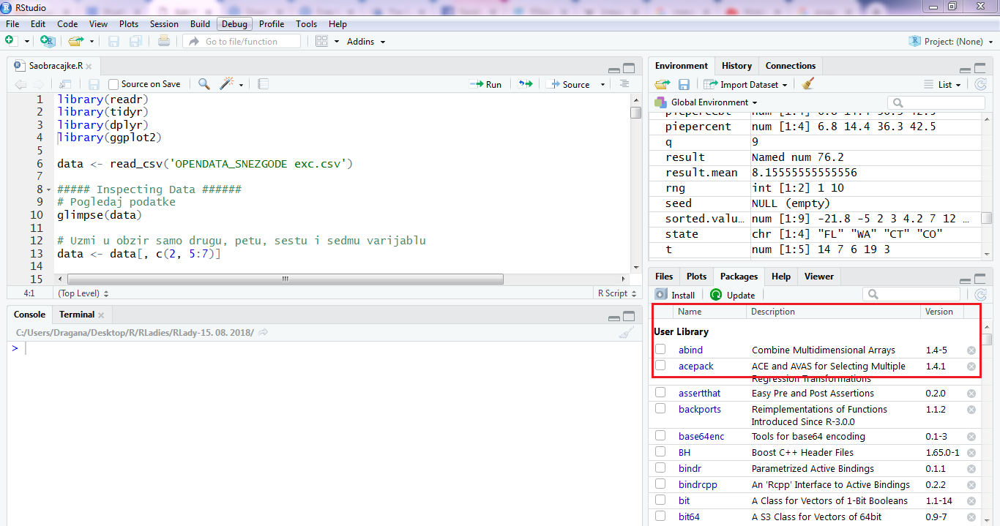 RStudio
File Edit Code View Plots Session Build Debug Profile Tools Help
Go to file/function Addins Project: (None)
Saobracajke.R
Source on Save Run Source
1 library(readr)
2 library(tidyr)
3 library(dplyr)
4 library(ggplot2)
5
6 data <- read_csv('OPENDATA_SNEZGODE exc.csv')
7
8 ##### Inspecting Data ######
9 # Pogledaj podatke
10 glimpse(data)
11
12 # Uzmi u obzir samo drugu, petu, sestu i sedmu varijablu
13 data <- data[, c(2, 5:7)]
14
15
4:1 (Top Level) R Script
Console Terminal
C:/Users/Dragana/Desktop/R/RLadies/RLady-15. 08. 2018/
>
Environment History Connections
Import Dataset List
Global Environment
piepercent num [1:4] 6.8 14.4 36.3 42.5
q 9
result Named num 76.2
result.mean 8.15555555555556
rng int [1:2] 1 10
seed NULL (empty)
sorted.valu… num [1:9] -21.8 -5 2 3 4.2 7 12 …
state chr [1:4] "FL" "WA" "CT" "CO"
t num [1:5] 14 7 6 19 3
Files Plots Packages Help Viewer
Install Update
Name Description Version
User Library
abind Combine Multidimensional Arrays 1.4-5
acepack ACE and AVAS for Selecting Multiple 1.4.1
Regression Transformations
assertthat Easy Pre and Post Assertions 0.2.0
backports Reimplementations of Functions 1.1.2
Introduced Since R-3.0.0
base64enc Tools for base64 encoding 0.1-3
BH Boost C++ Header Files 1.65.0-1
bindr Parametrized Active Bindings 0.1.1
bindrcpp An 'Rcpp' Interface to Active Bindings 0.2.2
bit A Class for Vectors of 1-Bit Booleans 1.1-14
bit64 A S3 Class for Vectors of 64bit 0.9-7